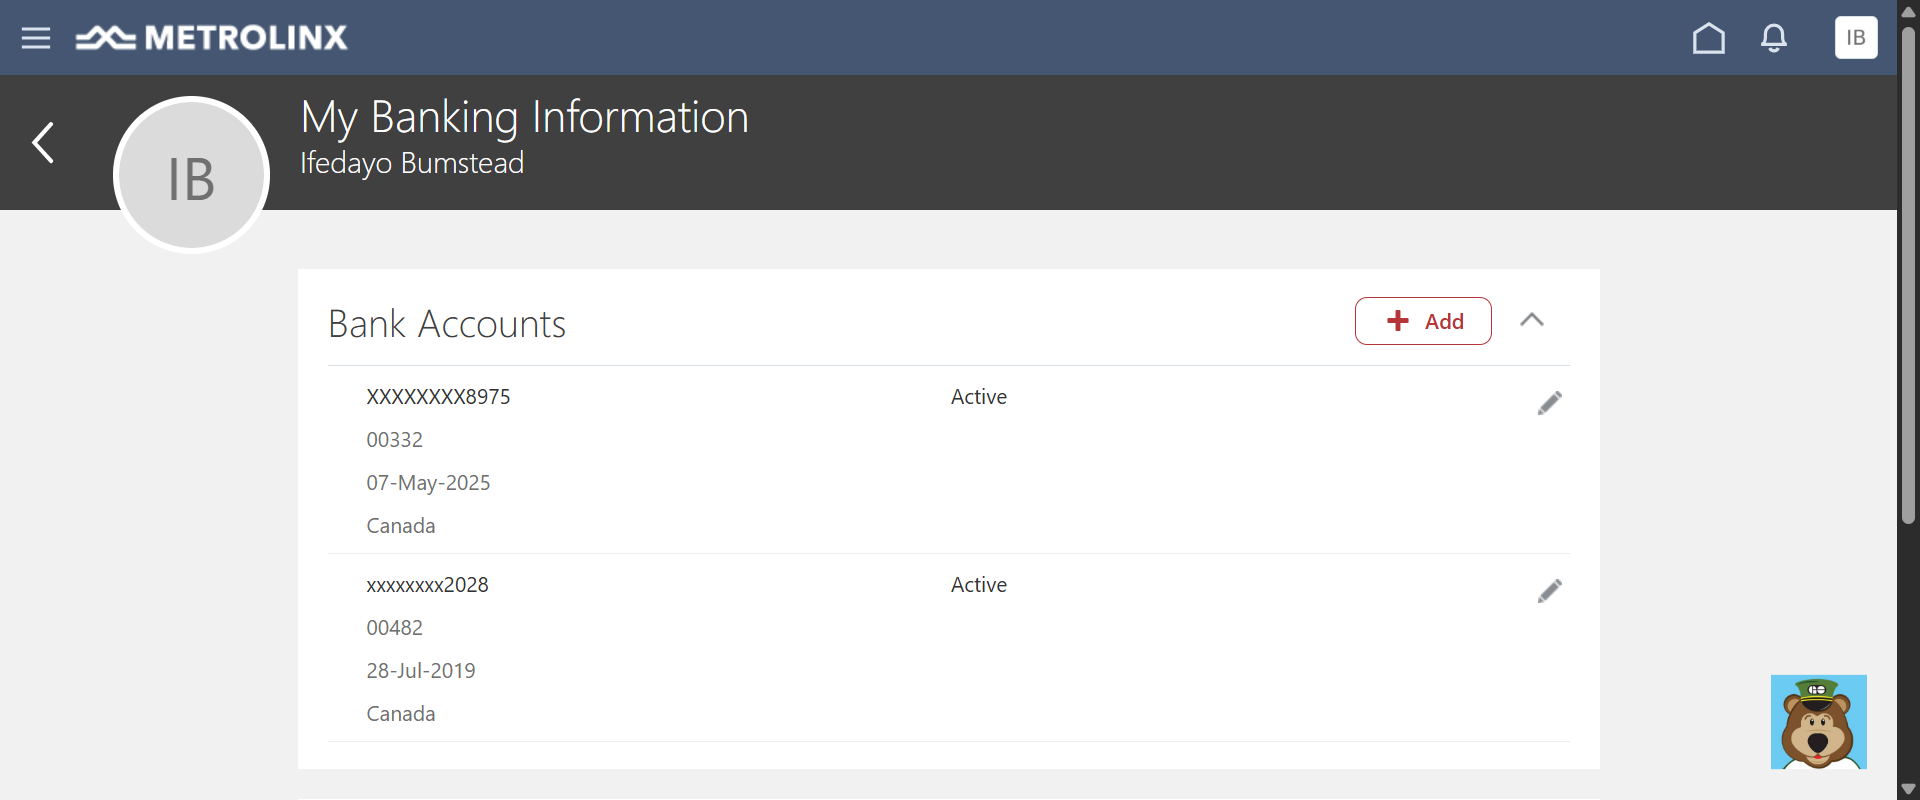 METROLINX
IB
My Banking Information
Ifedayo Bumstead
IB
Bank Accounts
Add
XXXXXXXX8975
Active
00332
07-May-2025
Canada
xxxxxxxx2028
Active
00482
28-Jul-2019
Canada
GO